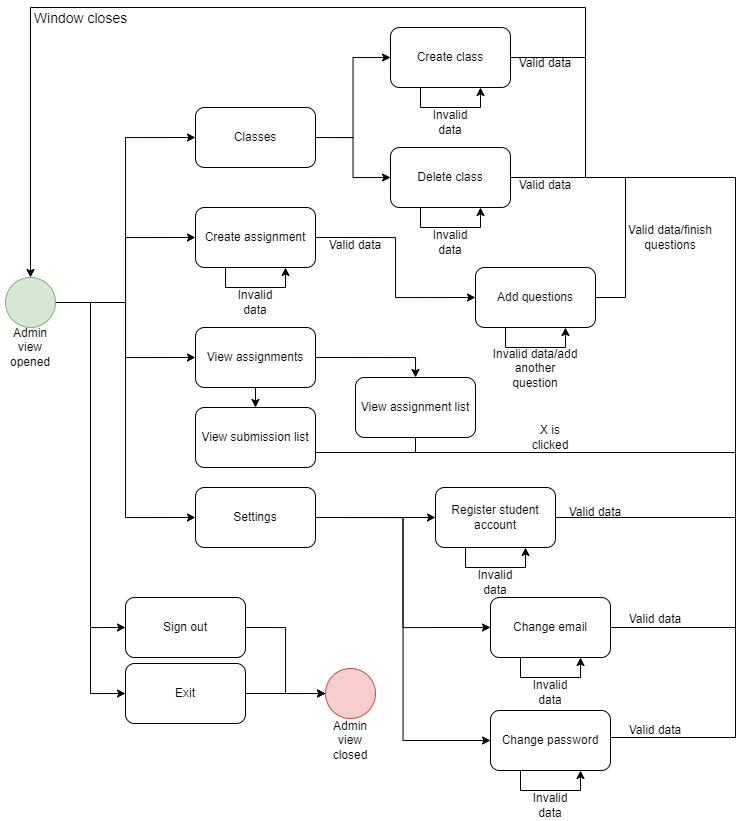 Window closes
Create class
Valid data
Invalid
data
Classes
Delete class
Valid data
Invalid
data
Create assignment
Valid data
Invalid
data
Valid data/finish
questions
Add questions
Invalid data/add
another
question
Admin
view
opened
View assignments
View assignment list
View submission list
X is
clicked
Settings
Register student
account
Valid data
Invalid
data
Sign out
Change email
Valid data
Invalid
data
Exit
Admin
view
closed
Change password
Valid data
Invalid
data